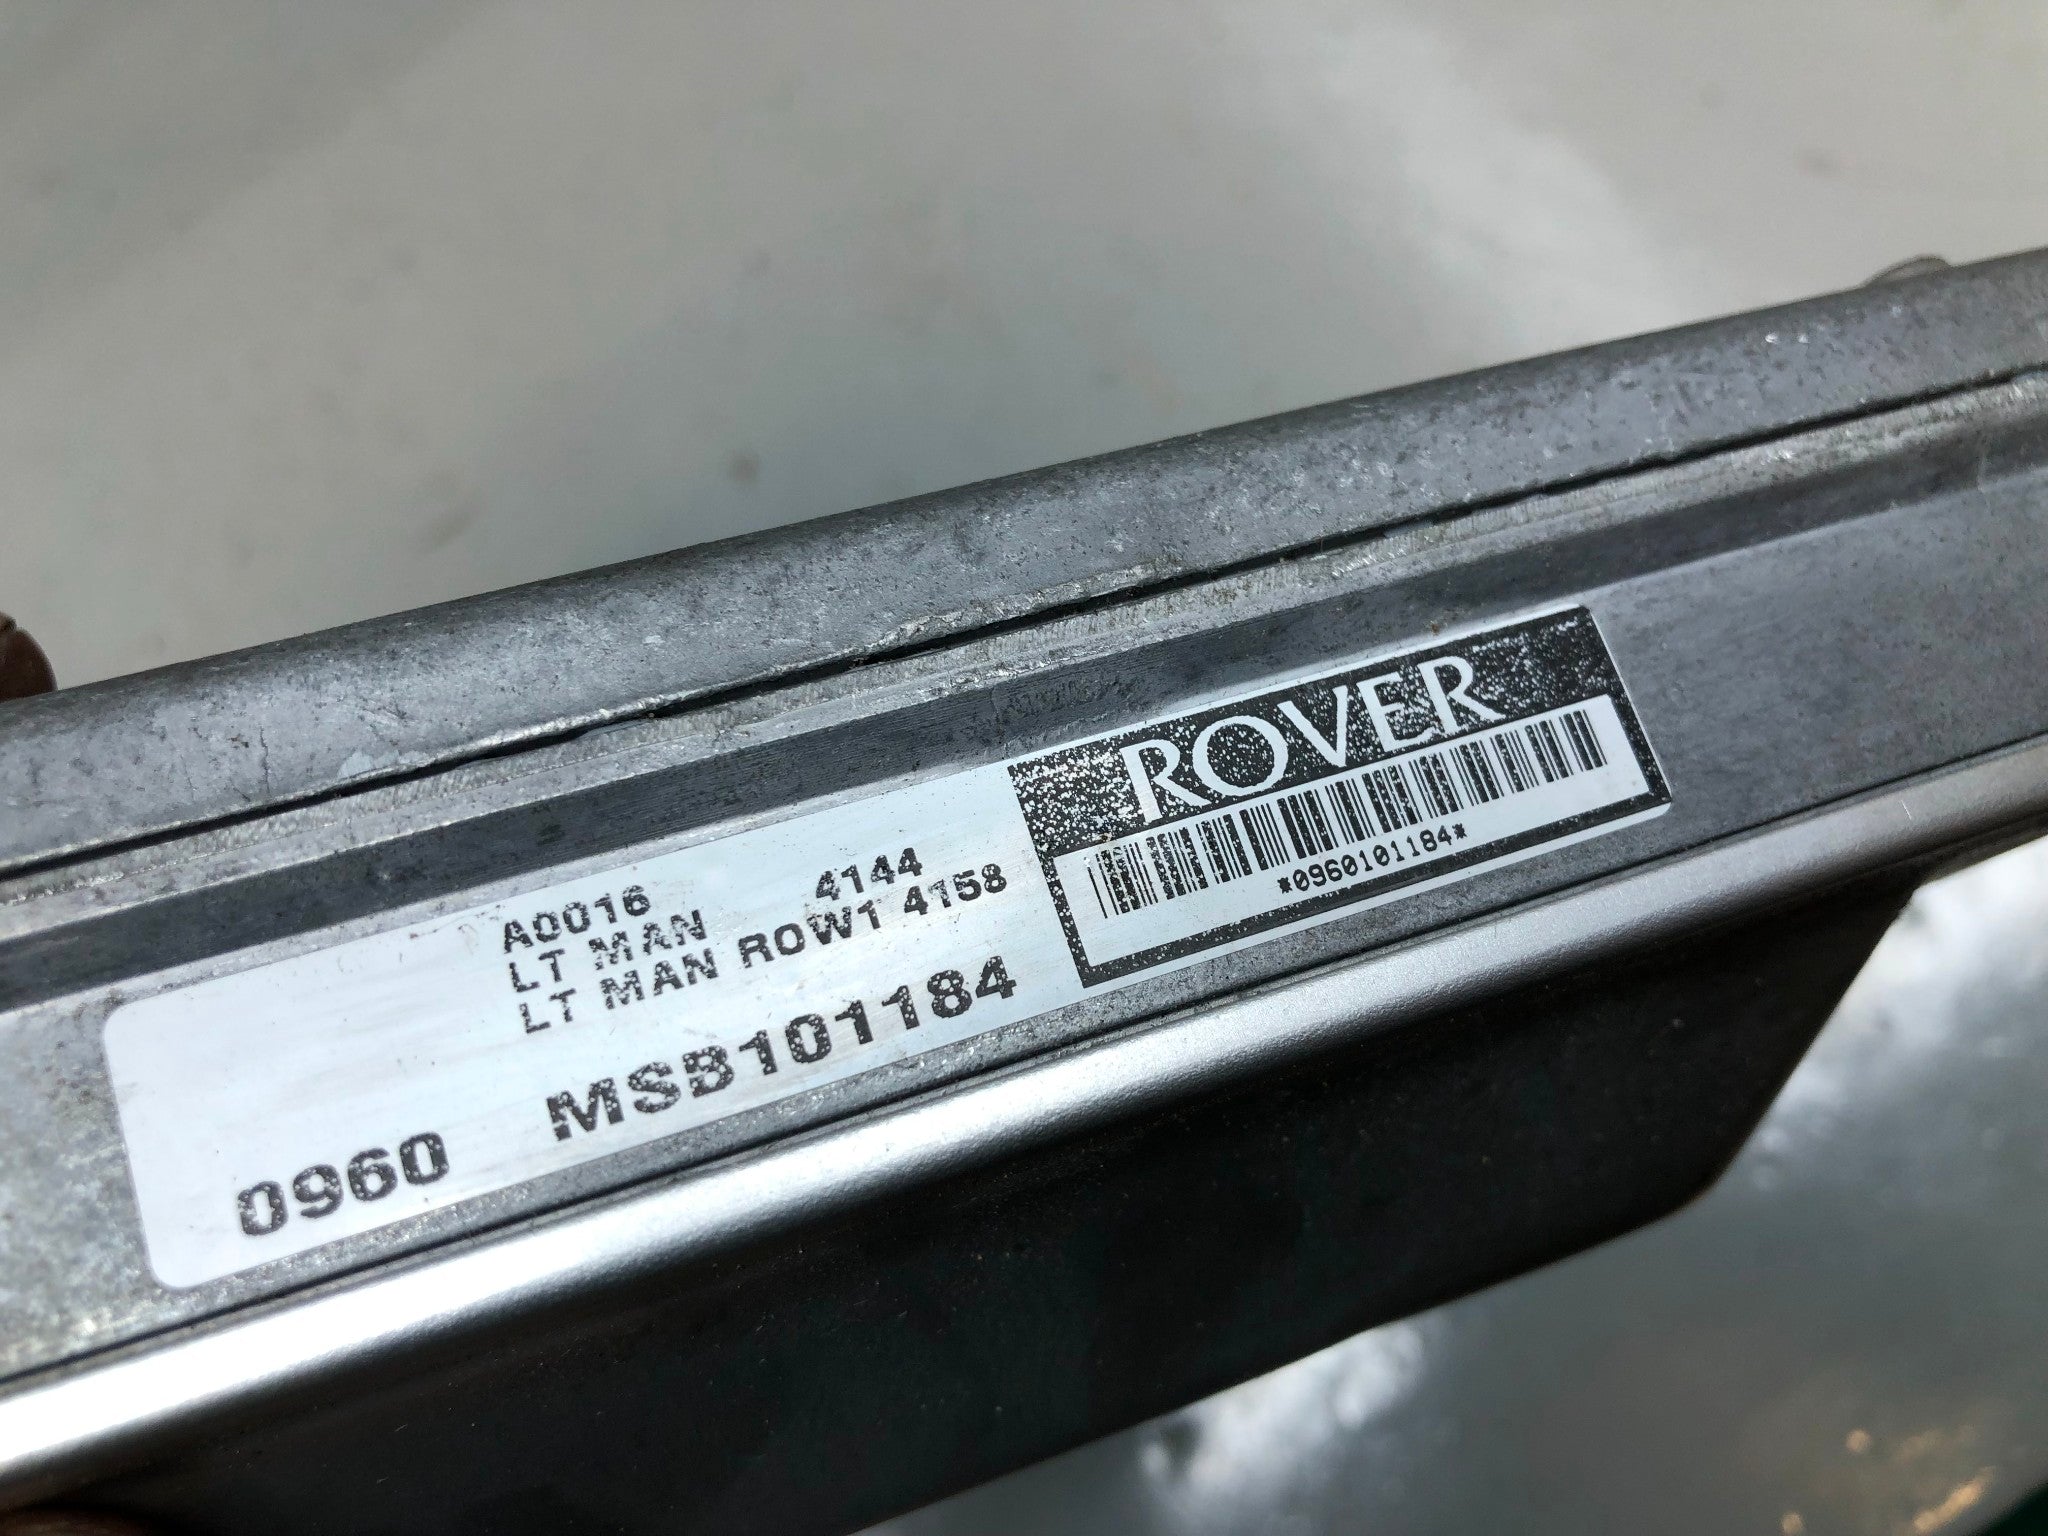 A0016 4144
LT MAN
LT MAN ROW1 4158
0960 MSB101184
ROVER
*0960101184*